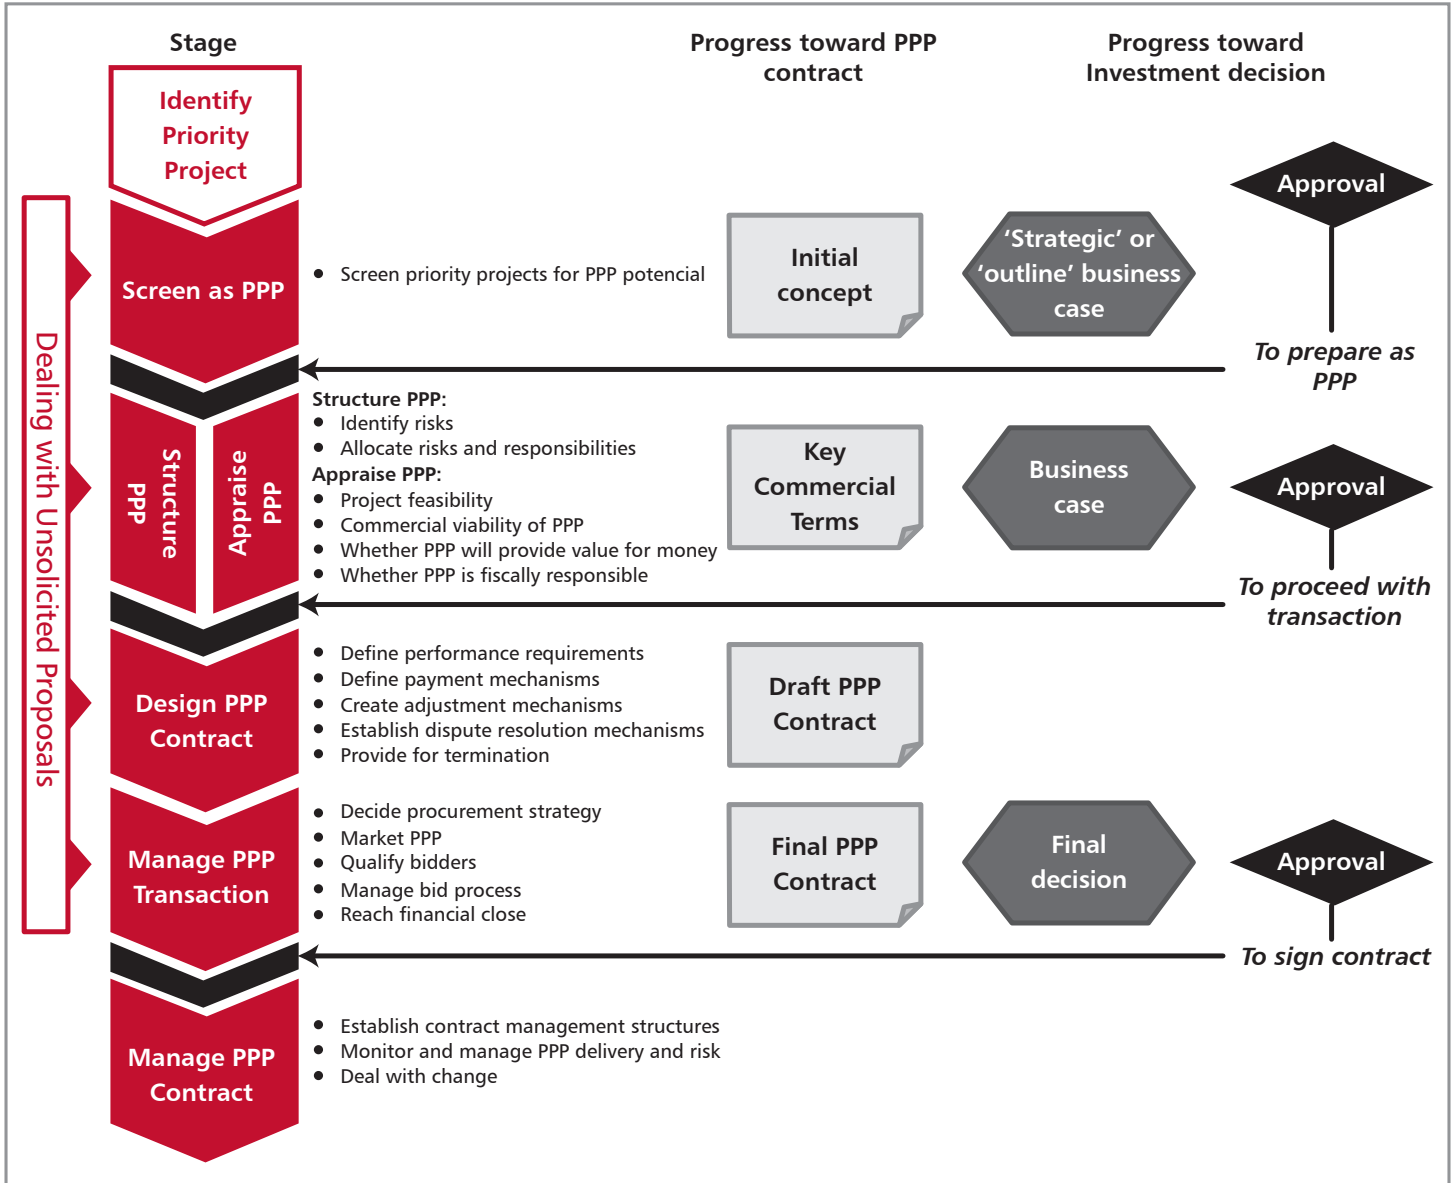 Stage
Progress toward PPP
contract
Progress toward
Investment decision
Identify
Priority
Project
Dealing with Unsolicited Proposals
Screen as PPP
• Screen priority projects for PPP potencial
Initial
concept
‘Strategic’ or
‘outline’ business
case
Approval
To prepare as
PPP
Structure
PPP
Appraise
PPP
Structure PPP:
• Identify risks
• Allocate risks and responsibilities
Appraise PPP:
• Project feasibility
• Commercial viability of PPP
• Whether PPP will provide value for money
• Whether PPP is fiscally responsible
Key
Commercial
Terms
Business
case
Approval
To proceed with
transaction
Design PPP
Contract
• Define performance requirements
• Define payment mechanisms
• Create adjustment mechanisms
• Establish dispute resolution mechanisms
• Provide for termination
Draft PPP
Contract
Manage PPP
Transaction
• Decide procurement strategy
• Market PPP
• Qualify bidders
• Manage bid process
• Reach financial close
Final PPP
Contract
Final
decision
Approval
To sign contract
Manage PPP
Contract
• Establish contract management structures
• Monitor and manage PPP delivery and risk
• Deal with change